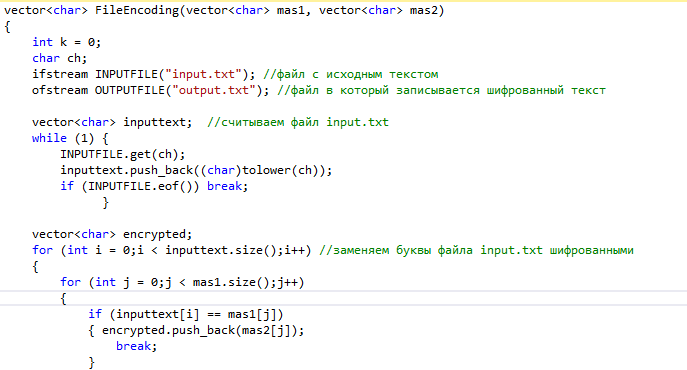 vector<char> FileEncoding(vector<char> mas1, vector<char> mas2)
{
    int k = 0;
    char ch;
    ifstream INPUTFILE("input.txt"); //файл с исходным текстом
    ofstream OUTPUTFILE("output.txt"); //файл в который записывается шифрованный текст

    vector<char> inputtext;  //считываем файл input.txt
    while (1) {
        INPUTFILE.get(ch);
        inputtext.push_back((char)tolower(ch));
        if (INPUTFILE.eof()) break;
              }

    vector<char> encrypted;
    for (int i = 0;i < inputtext.size();i++) //заменяем буквы файла input.txt шифрованными
    {
        for (int j = 0;j < mas1.size();j++)
        {
            if (inputtext[i] == mas1[j])
            { encrypted.push_back(mas2[j]);
                break;
            }